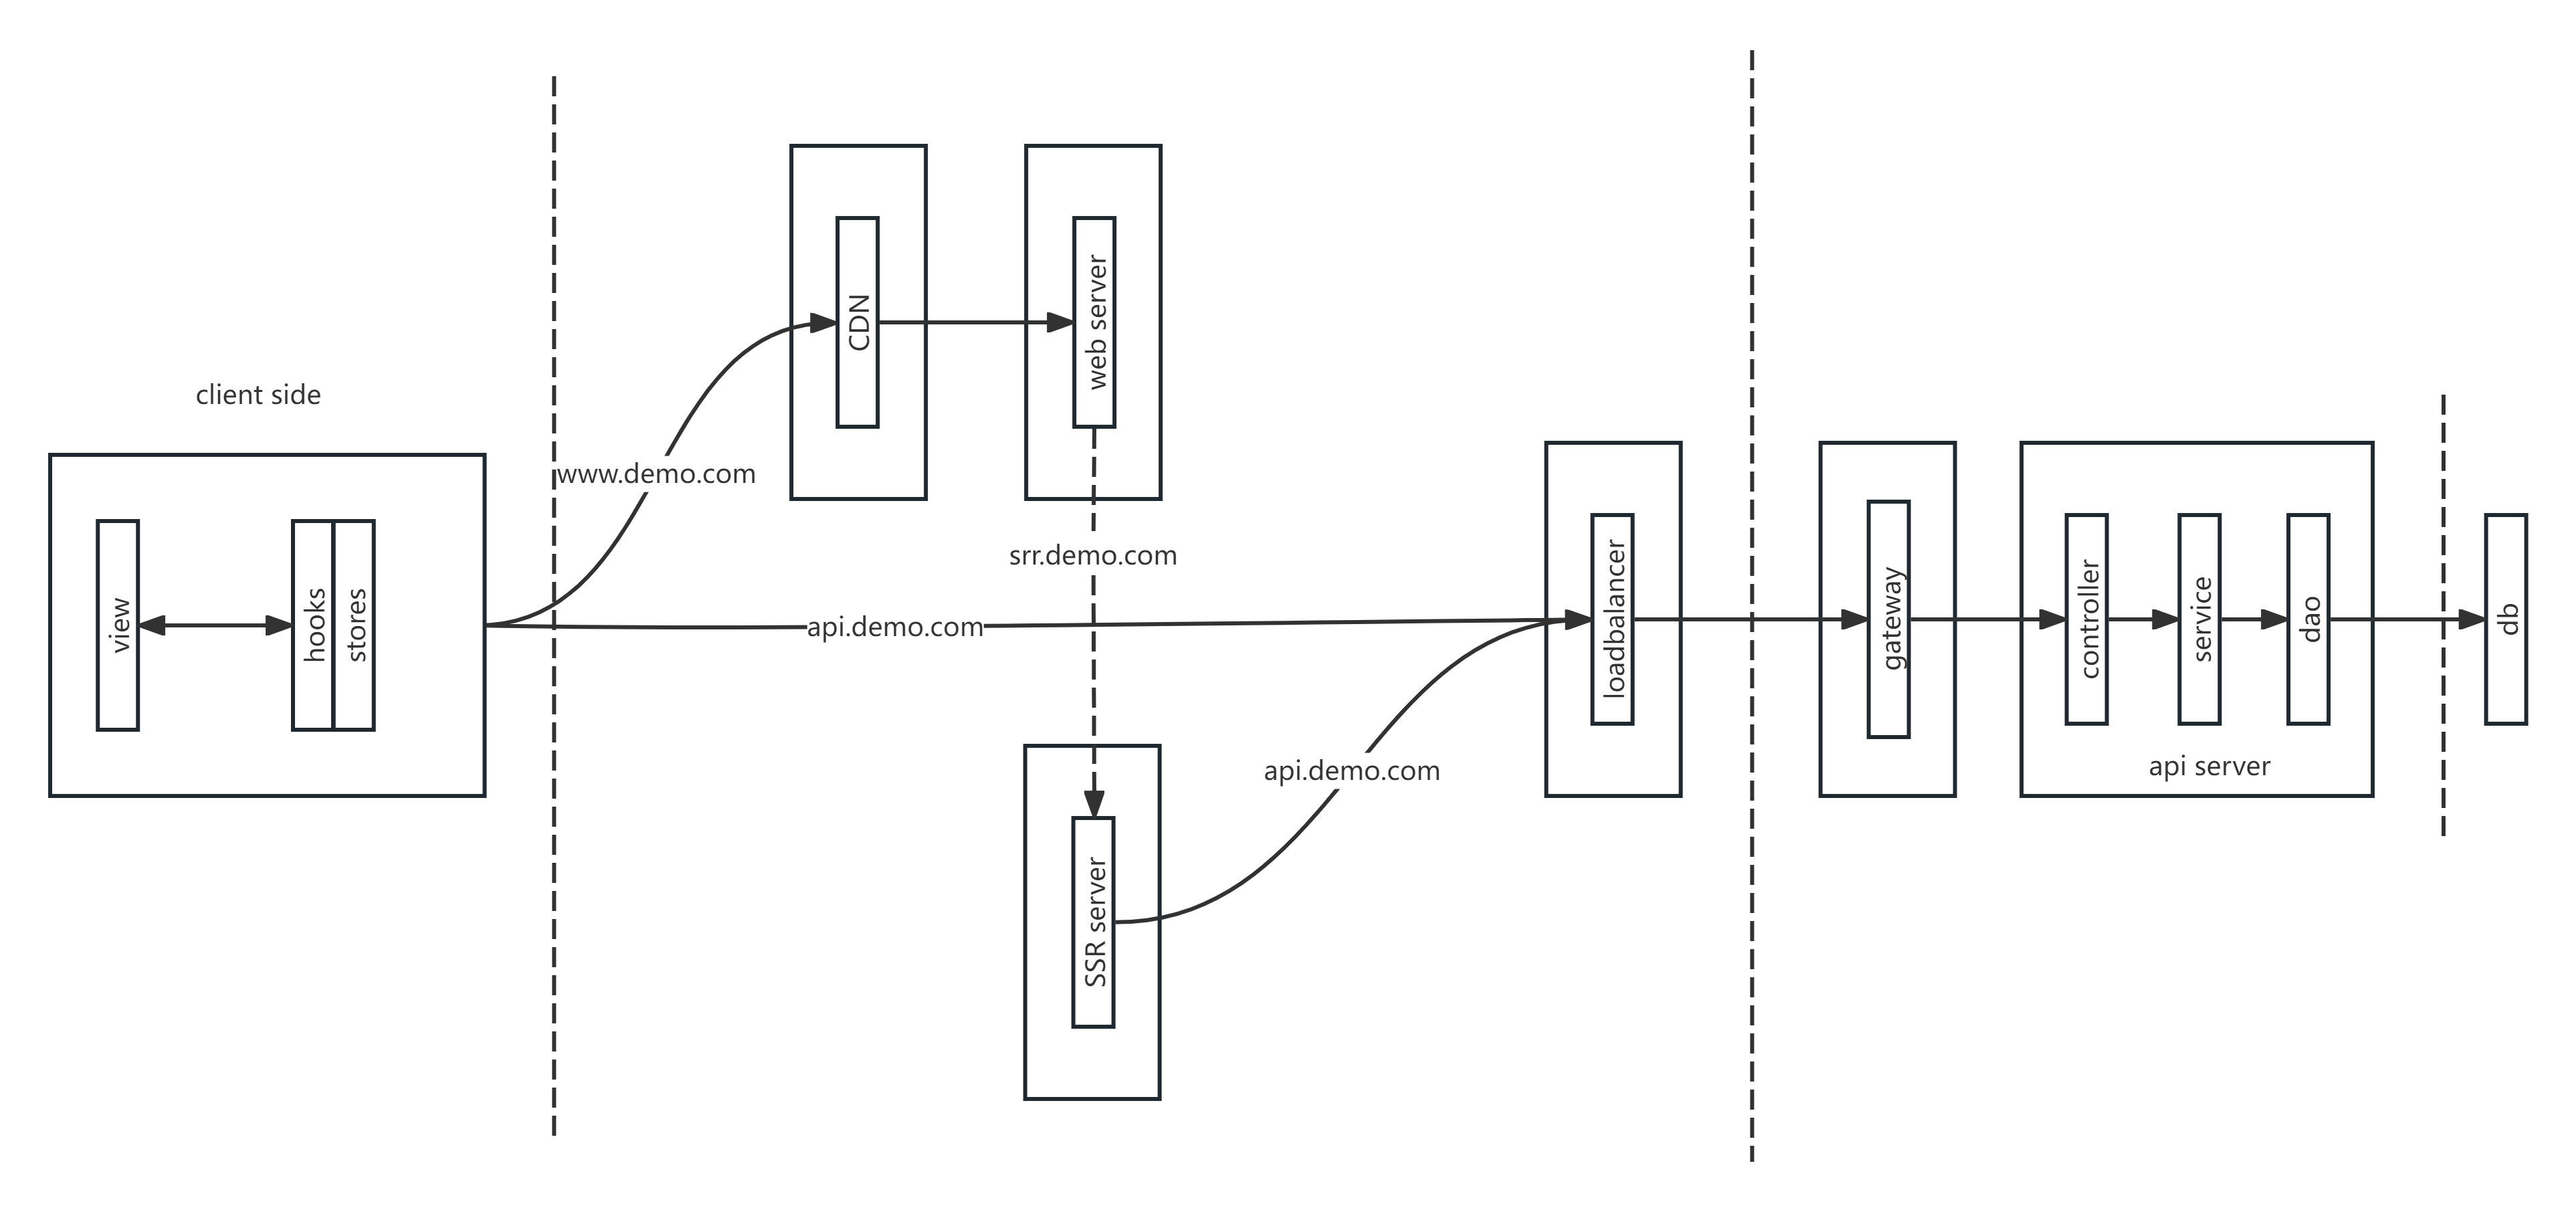 client side
view
hooks
stores
www.demo.com
CDN
web server
srr.demo.com
api.demo.com
SSR server
api.demo.com
loadbalancer
gateway
controller
service
dao
api server
db